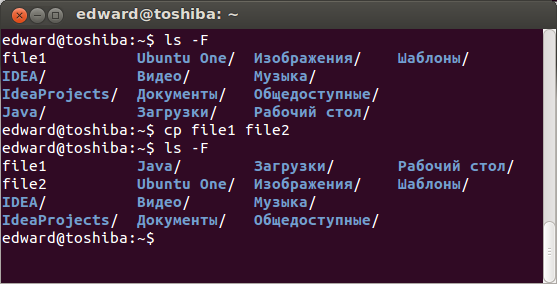 edward@toshiba: ~
edward@toshiba:~$ ls -F
file1 Ubuntu One/ Изображения/ Шаблоны/
IDEA/ Видео/ Музыка/
IdeaProjects/ Документы/ Общедоступные/
Java/ Загрузки/ Рабочий стол/
edward@toshiba:~$ cp file1 file2
edward@toshiba:~$ ls -F
file1 Java/ Загрузки/ Рабочий стол/
file2 Ubuntu One/ Изображения/ Шаблоны/
IDEA/ Видео/ Музыка/
IdeaProjects/ Документы/ Общедоступные/
edward@toshiba:~$